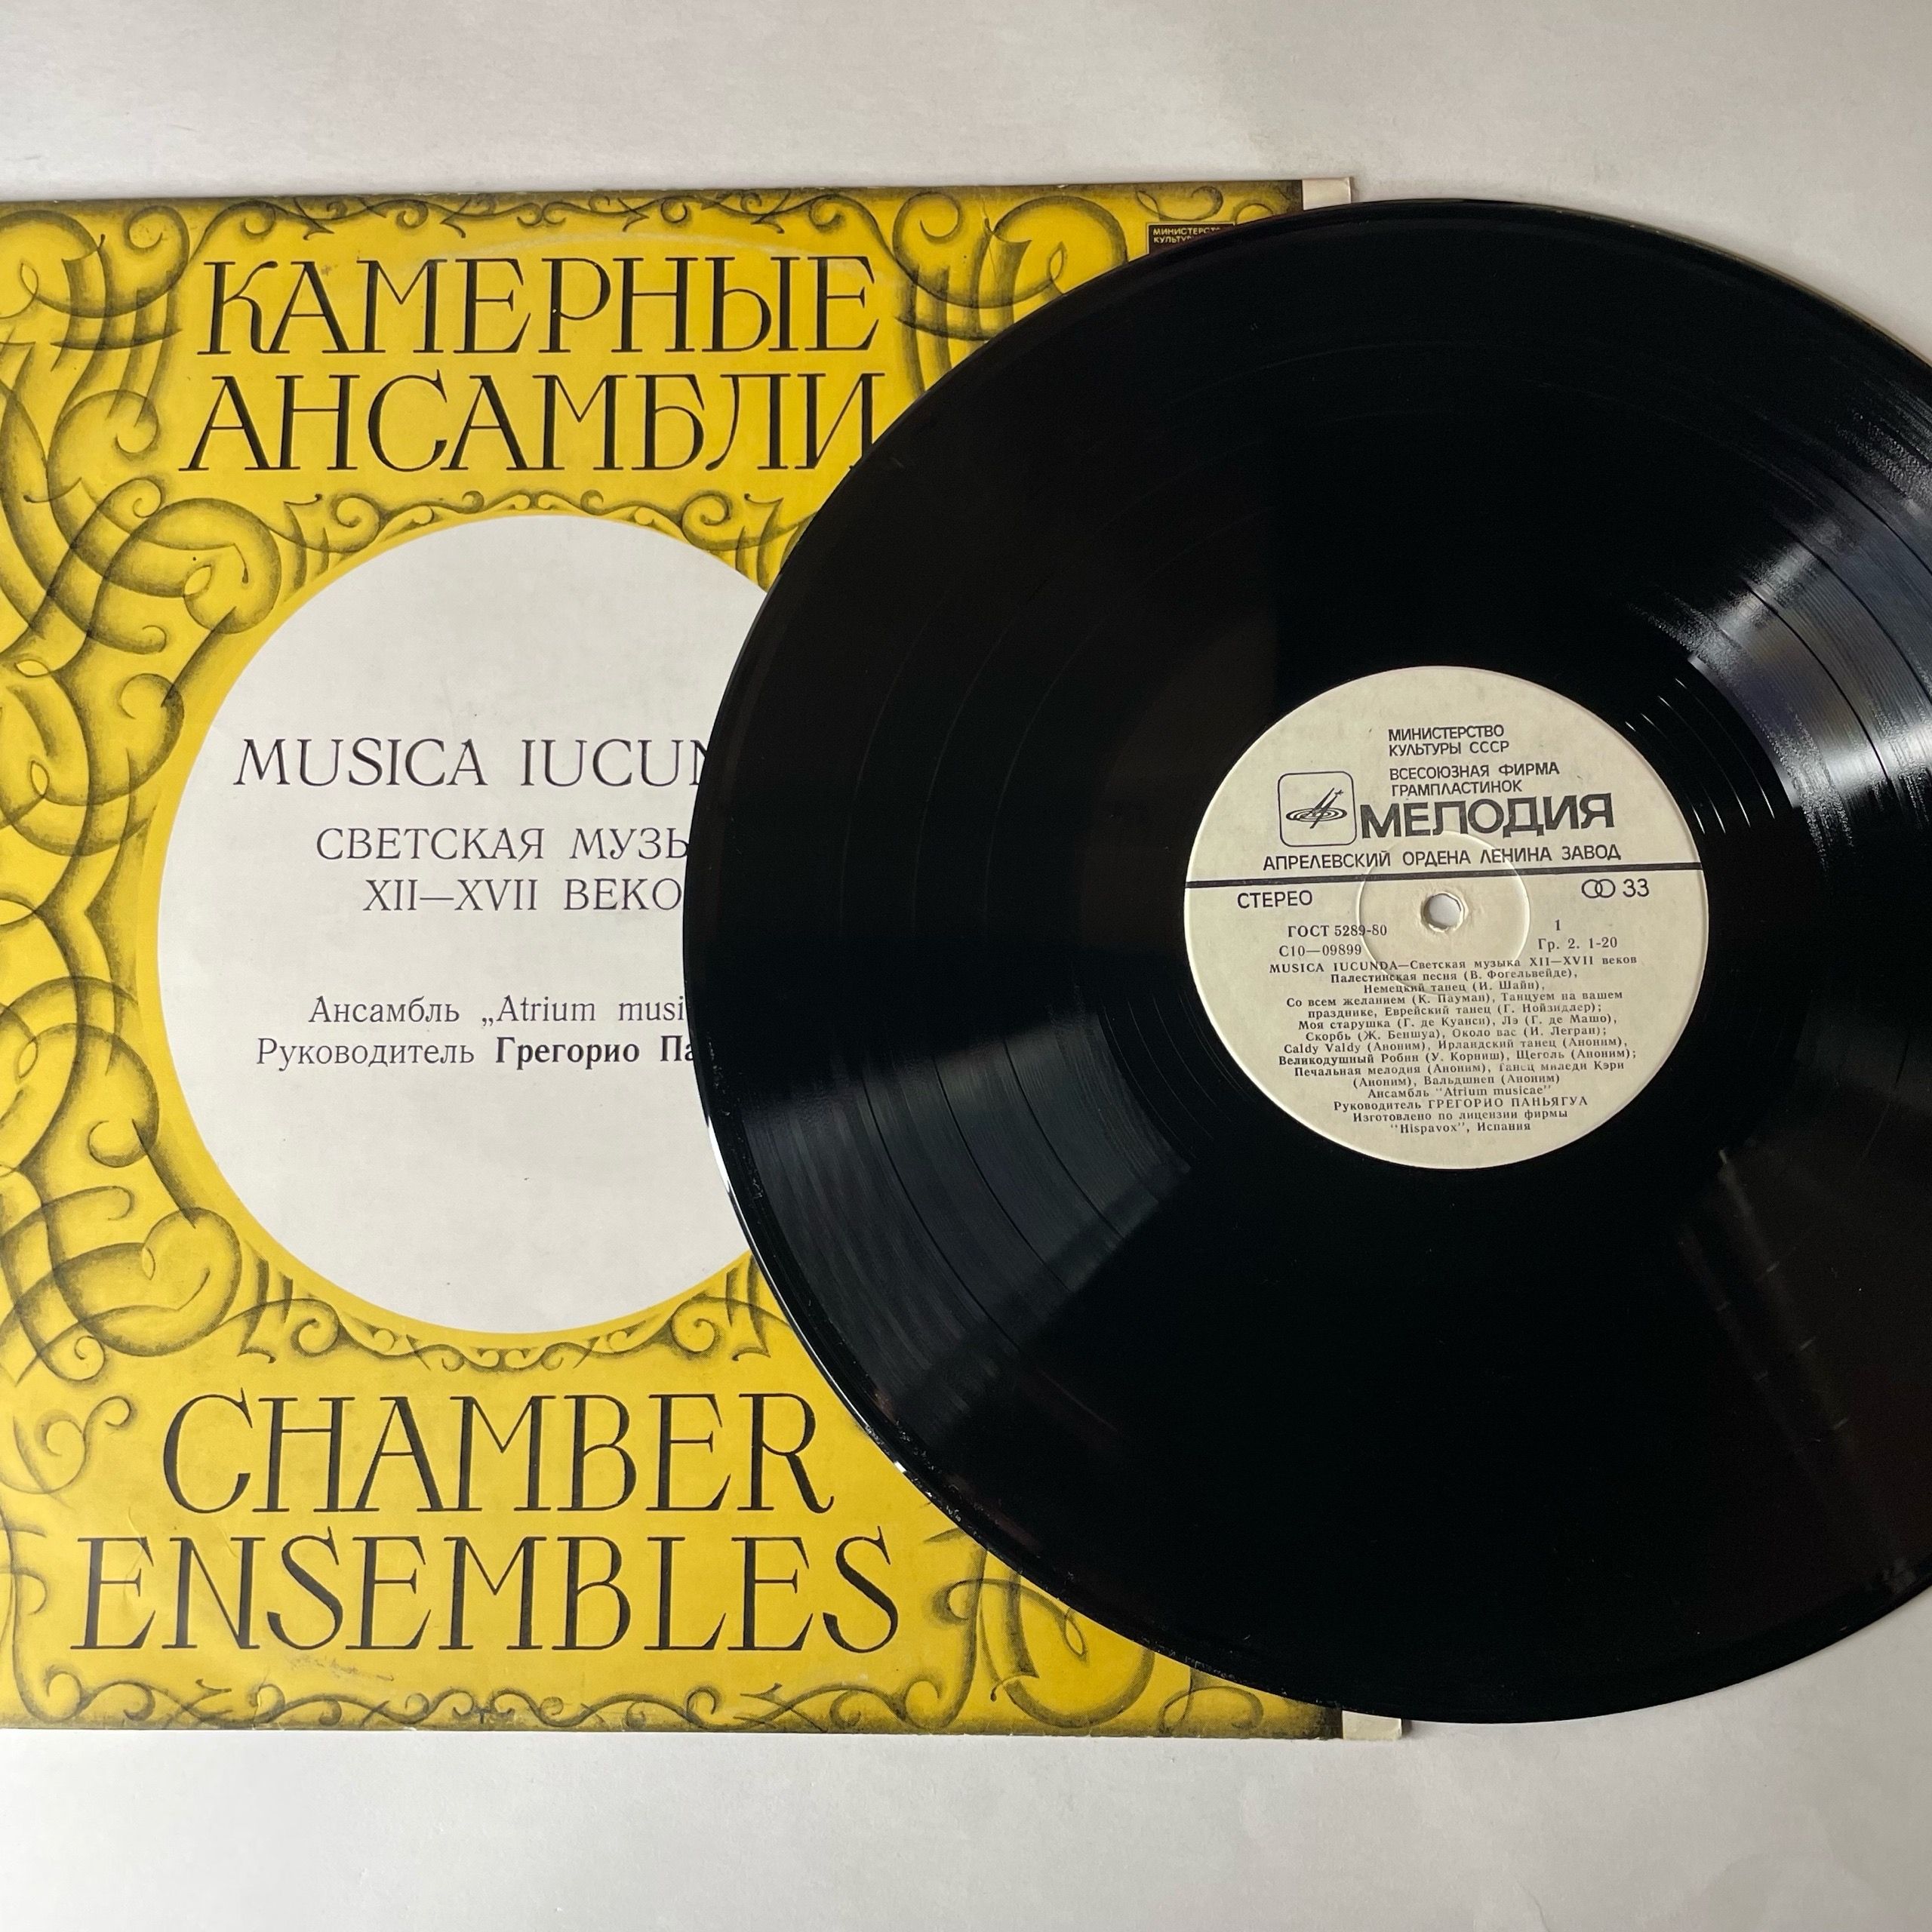 КАМЕРНЫЕ
АНСАМБЛИ
MUSICA IUCUN
СВЕТСКАЯ МУЗЫ
XII—XVII ВЕКО
Ансамбль „Atrium musi
Руководитель Грегорио Па
CHAMBER
ENSEMBLES
МИНИСТЕРСТВ
КУЛЬТУР
МИНИСТЕРСТВО
КУЛЬТУРЫ СССР
ВСЕСОЮЗНАЯ ФИРМА
ГРАМПЛАСТИНОК
МЕЛОДИЯ
АПРЕЛЕВСКИЙ ОРДЕНА ЛЕНИНА ЗАВОД
СТЕРЕО 33
ГОСТ 5289-80 1
С10—09899 Гр. 2. 1-20
MUSICA IUCUNDA—Светская музыка XII—XVII веков
Палестинская песня (В. Фогельвейде),
Немецкий танец (И. Шайн),
Со всем желанием (К. Пауман), Танцуем на вашем
празднике, Еврейский танец (Г. Нойзидлер);
Моя старушка (Г. де Куанси), Лэ (Г. де Машо),
Скорбь (Ж. Беншуа), Около вас (И. Легран);
Caldy Valdy (Аноним), Ирландский танец (Аноним),
Великодушный Робин (У. Корниш), Щеголь (Аноним);
Печальная мелодия (Аноним), Танец миледи Кэри
(Аноним), Вальдшнеп (Аноним)
Ансамбль "Atrium musicae"
Руководитель ГРЕГОРИО ПАНЬЯГУА
Изготовлено по лицензии фирмы
"Hispavox", Испания